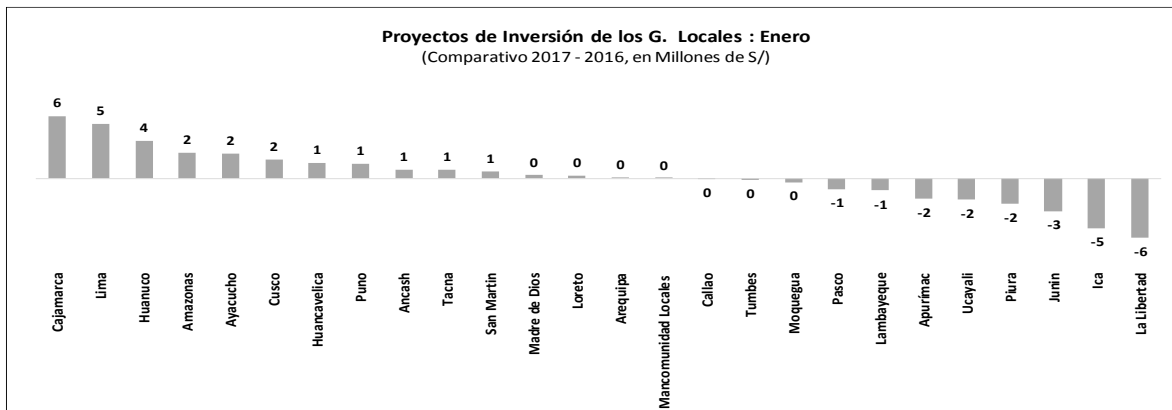 Proyectos de Inversión de los G. Locales : Enero
(Comparativo 2017 - 2016, en Millones de S/)
6
5
4
2
2
2
1
1
1
1
1
0
0
0
0
0
0
0
-1
-1
-2
-2
-2
-3
-5
-6
Cajamarca
Lima
Huanuco
Amazonas
Ayacucho
Cusco
Huancavelica
Puno
Ancash
Tacna
San Martin
Madre de Dios
Loreto
Arequipa
Mancomunidad Locales
Callao
Tumbes
Moquegua
Pasco
Lambayeque
Apurímac
Ucayali
Piura
Junin
Ica
La Libertad